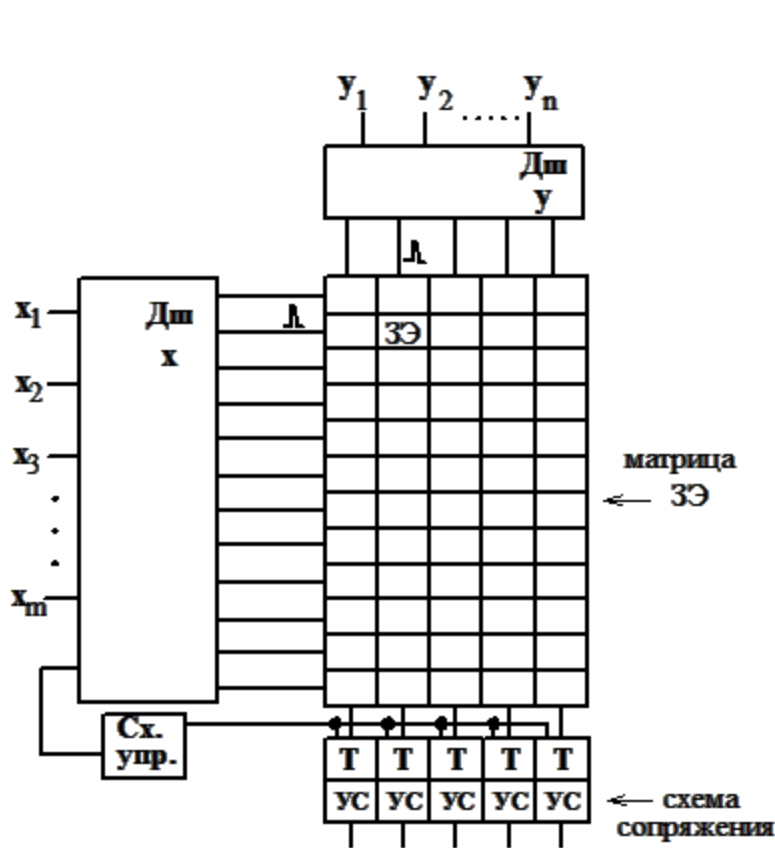 y1 y2 ..... yn
Дш
y
x1
Дш
x
ЗЭ
x2
x3
матрица
ЗЭ
xm
Сх.
упр.
Т Т Т Т Т
УС УС УС УС УС
схема
сопряжения